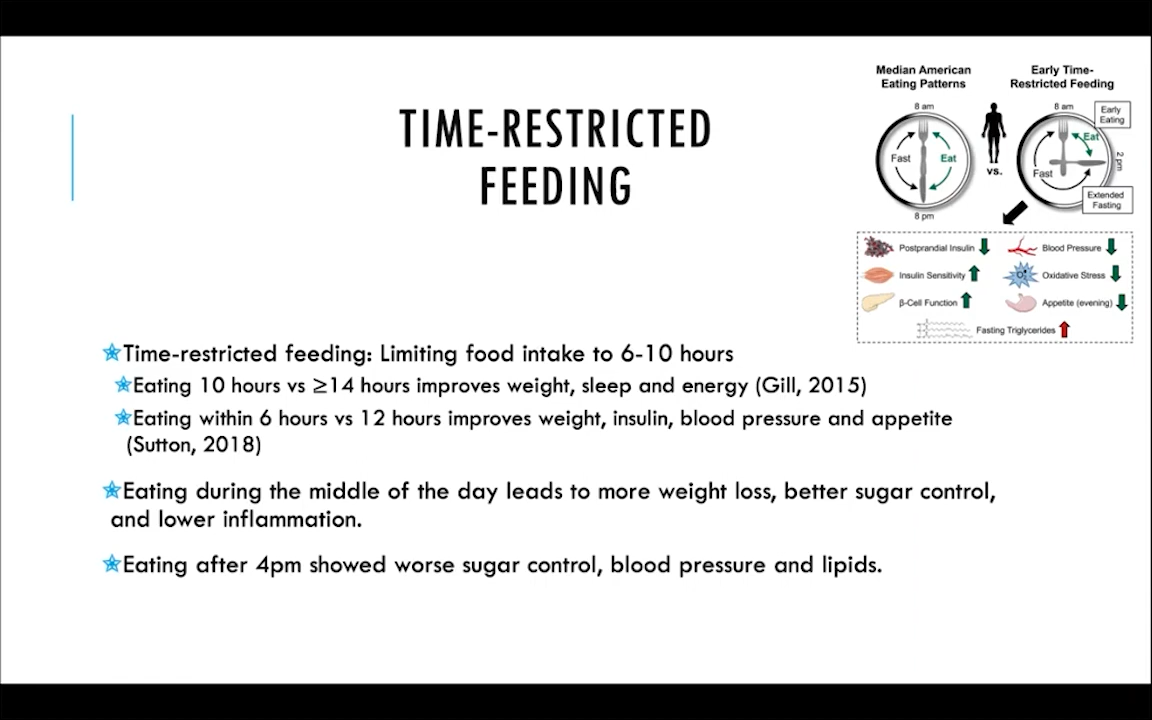 TIME-RESTRICTED
FEEDING
Median American
Eating Patterns
Early Time-
Restricted Feeding
8 am
Fast
Eat
8 pm
vs.
8 am
Early
Eating
Eat
2 pm
Fast
Extended
Fasting
Postprandial Insulin
Blood Pressure
Insulin Sensitivity
Oxidative Stress
β-Cell Function
Appetite (evening)
Fasting Triglycerides
Time-restricted feeding: Limiting food intake to 6-10 hours
Eating 10 hours vs ≥14 hours improves weight, sleep and energy (Gill, 2015)
Eating within 6 hours vs 12 hours improves weight, insulin, blood pressure and appetite
(Sutton, 2018)
Eating during the middle of the day leads to more weight loss, better sugar control,
and lower inflammation.
Eating after 4pm showed worse sugar control, blood pressure and lipids.